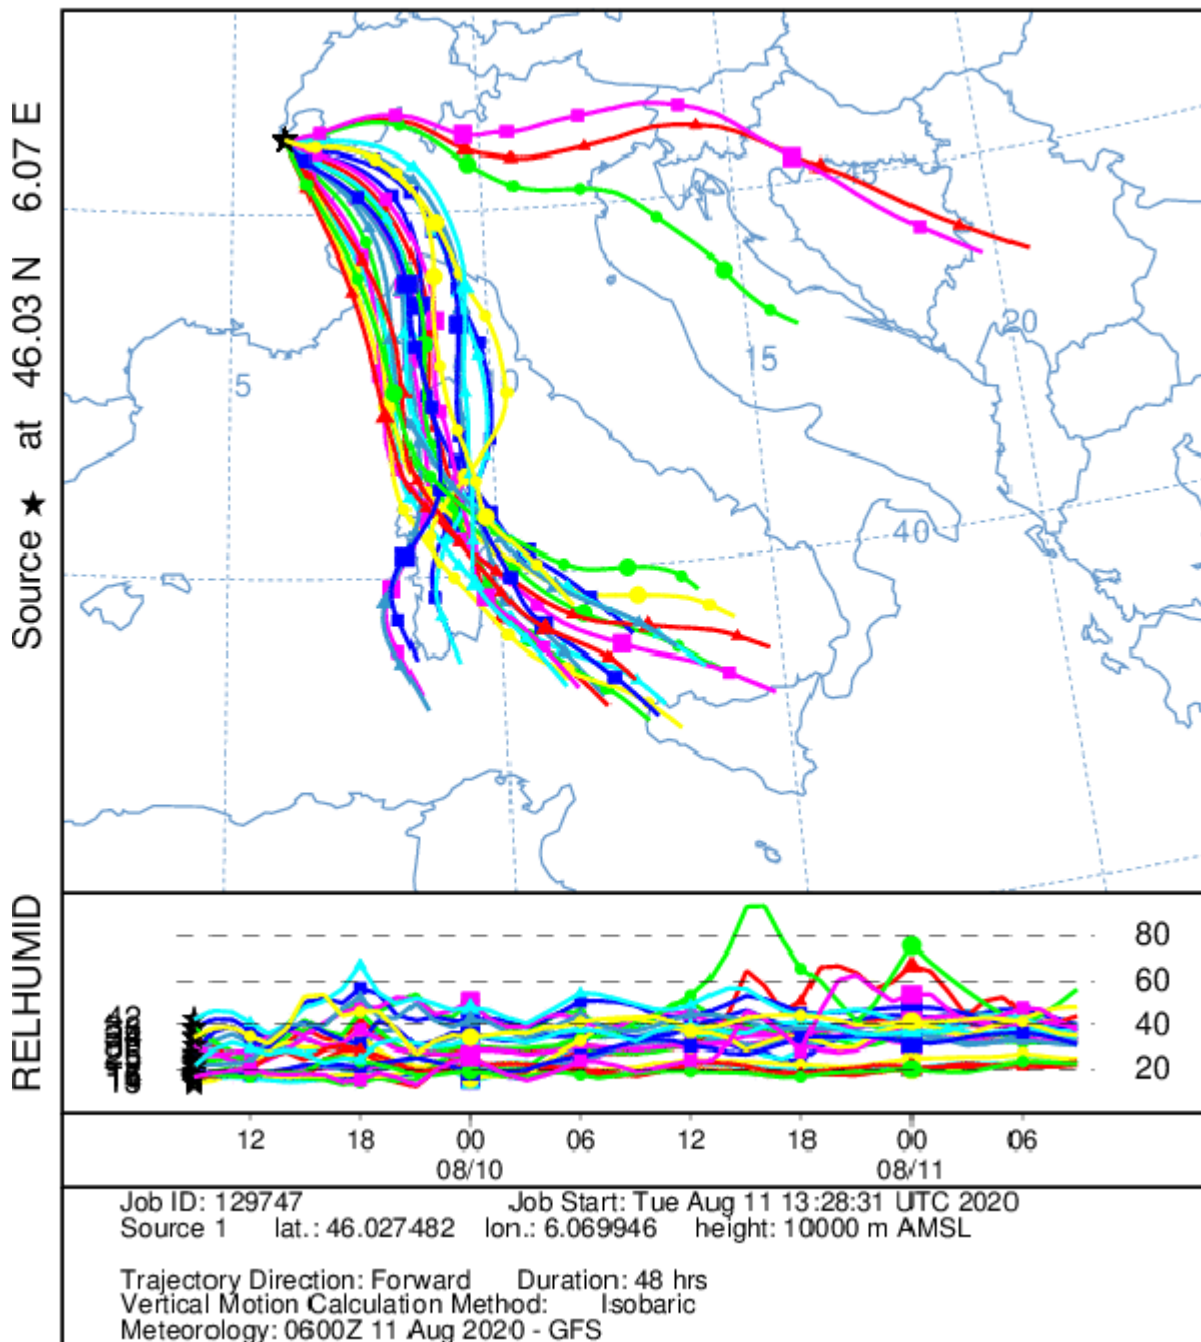 Source ★ at 46.03 N 6.07 E
45
20
15
5
40
RELHUMID
80
60
40
20
12 18 00 06 12 18 00 06
08/10 08/11
Job ID: 129747 Job Start: Tue Aug 11 13:28:31 UTC 2020
Source 1 lat.: 46.027482 lon.: 6.069946 height: 10000 m AMSL
Trajectory Direction: Forward Duration: 48 hrs
Vertical Motion Calculation Method: Isobaric
Meteorology: 0600Z 11 Aug 2020 - GFS